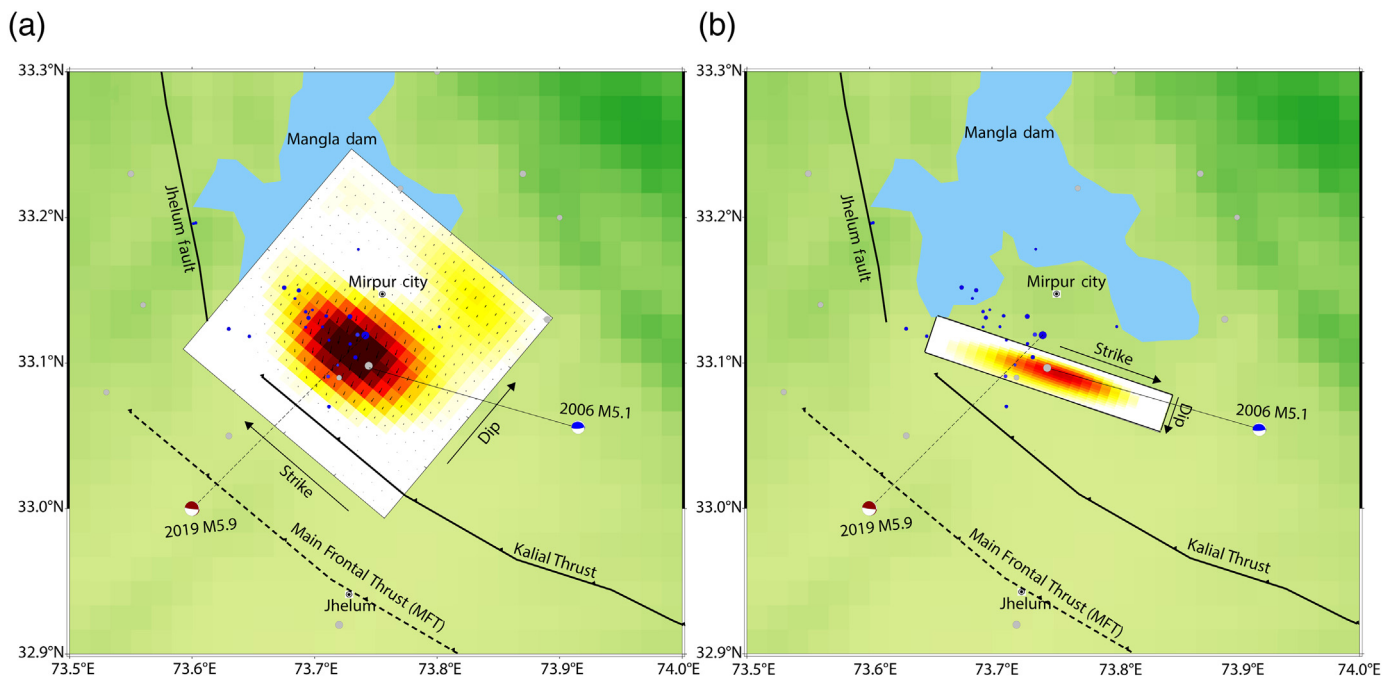 (a)
33.3°N
33.2°N
33.1°N
33.0°N
32.9°N
73.5°E
73.6°E
73.7°E
73.8°E
73.9°E
74.0°E
Mangla dam
Jhelum fault
Mirpur city
2006 M5.1
Dip
Strike
2019 M5.9
Main Frontal Thrust (MFT)
Kalial Thrust
Jhelum
(b)
33.3°N
33.2°N
33.1°N
33.0°N
32.9°N
73.5°E
73.6°E
73.7°E
73.8°E
73.9°E
74.0°E
Mangla dam
Jhelum fault
Mirpur city
Strike
Dip
2006 M5.1
2019 M5.9
Main Frontal Thrust (MFT)
Kalial Thrust
Jhelum